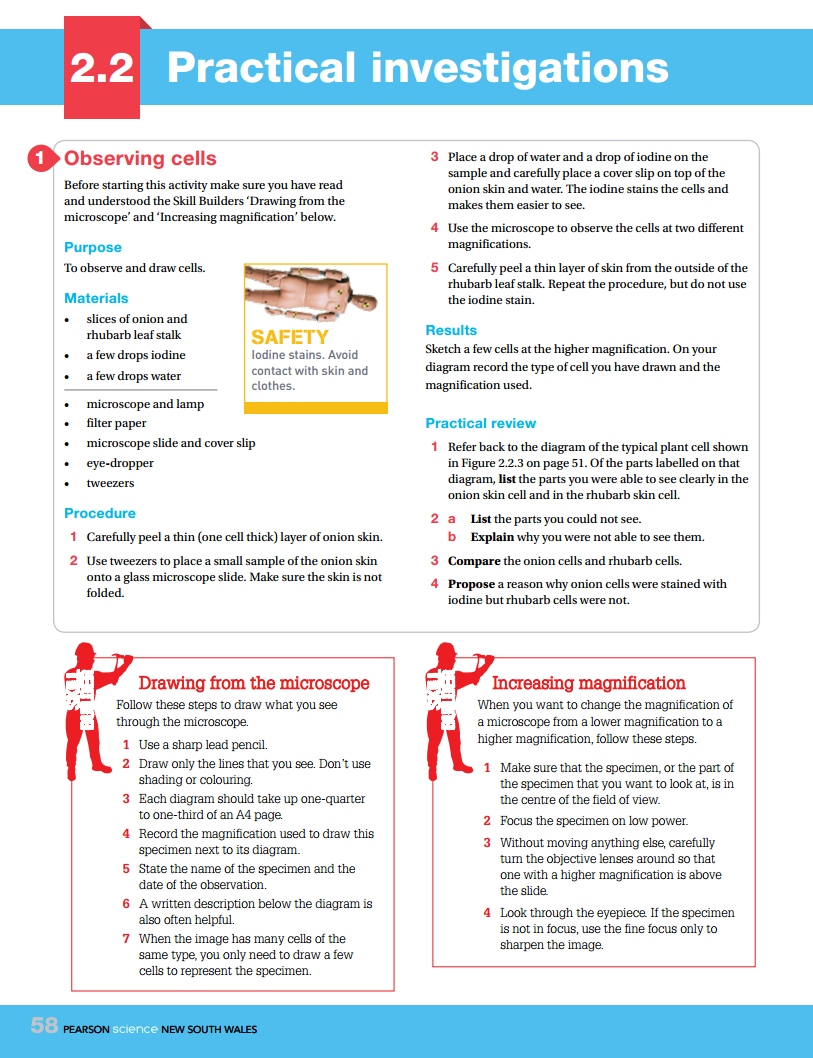 2.2 Practical investigations
1 Observing cells
Before starting this activity make sure you have read
and understood the Skill Builders ‘Drawing from the
microscope’ and ‘Increasing magnification’ below.
Purpose
To observe and draw cells.
Materials
• slices of onion and
rhubarb leaf stalk
• a few drops iodine
• a few drops water
• microscope and lamp
• filter paper
• microscope slide and cover slip
• eye-dropper
• tweezers
SAFETY
Iodine stains. Avoid
contact with skin and
clothes.
Procedure
1 Carefully peel a thin (one cell thick) layer of onion skin.
2 Use tweezers to place a small sample of the onion skin
onto a glass microscope slide. Make sure the skin is not
folded.
3 Place a drop of water and a drop of iodine on the
sample and carefully place a cover slip on top of the
onion skin and water. The iodine stains the cells and
makes them easier to see.
4 Use the microscope to observe the cells at two different
magnifications.
5 Carefully peel a thin layer of skin from the outside of the
rhubarb leaf stalk. Repeat the procedure, but do not use
the iodine stain.
Results
Sketch a few cells at the higher magnification. On your
diagram record the type of cell you have drawn and the
magnification used.
Practical review
1 Refer back to the diagram of the typical plant cell shown
in Figure 2.2.3 on page 51. Of the parts labelled on that
diagram, list the parts you were able to see clearly in the
onion skin cell and in the rhubarb skin cell.
2 a List the parts you could not see.
b Explain why you were not able to see them.
3 Compare the onion cells and rhubarb cells.
4 Propose a reason why onion cells were stained with
iodine but rhubarb cells were not.
Drawing from the microscope
Follow these steps to draw what you see
through the microscope.
1 Use a sharp lead pencil.
2 Draw only the lines that you see. Don’t use
shading or colouring.
3 Each diagram should take up one-quarter
to one-third of an A4 page.
4 Record the magnification used to draw this
specimen next to its diagram.
5 State the name of the specimen and the
date of the observation.
6 A written description below the diagram is
also often helpful.
7 When the image has many cells of the
same type, you only need to draw a few
cells to represent the specimen.
Increasing magnification
When you want to change the magnification of
a microscope from a lower magnification to a
higher magnification, follow these steps.
1 Make sure that the specimen, or the part of
the specimen that you want to look at, is in
the centre of the field of view.
2 Focus the specimen on low power.
3 Without moving anything else, carefully
turn the objective lenses around so that
one with a higher magnification is above
the slide.
4 Look through the eyepiece. If the specimen
is not in focus, use the fine focus only to
sharpen the image.
58 PEARSON science NEW SOUTH WALES